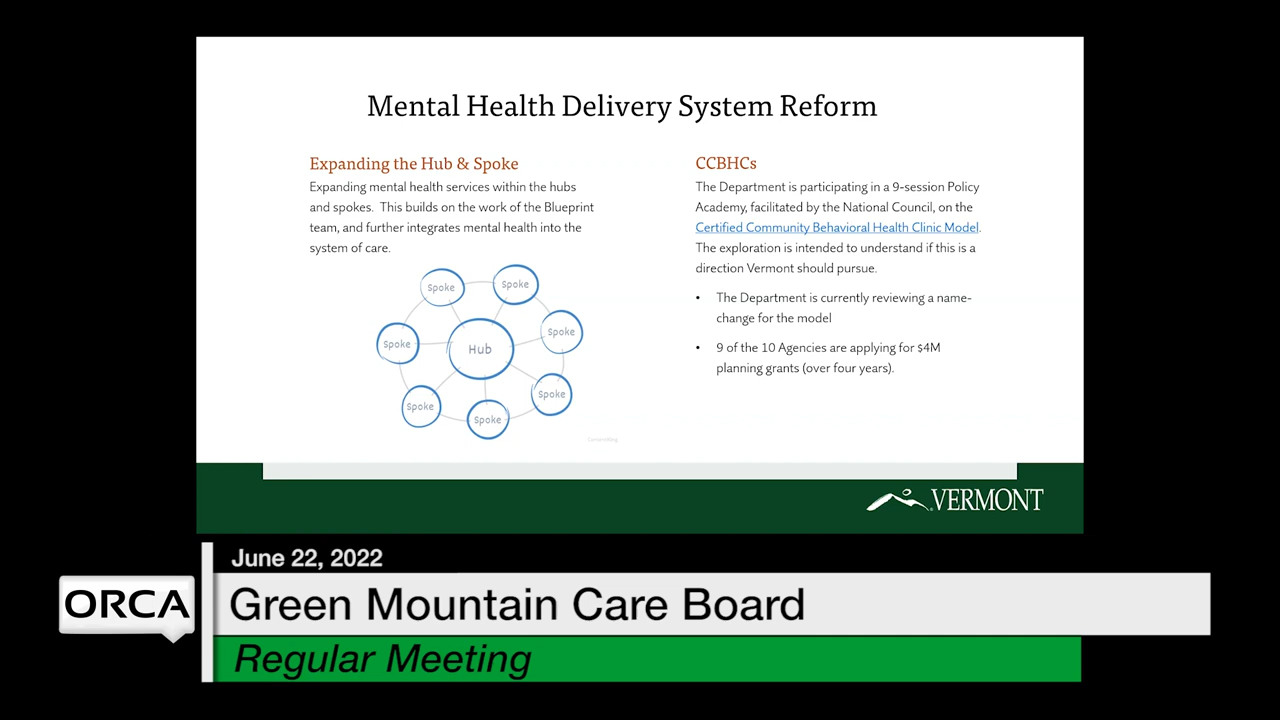 Mental Health Delivery System Reform
Expanding the Hub & Spoke
Expanding mental health services within the hubs
and spokes. This builds on the work of the Blueprint
team, and further integrates mental health into the
system of care.
Spoke
Spoke
Spoke
Spoke
Hub
Spoke
Spoke
Spoke
CCBHCs
The Department is participating in a 9-session Policy
Academy, facilitated by the National Council, on the
Certified Community Behavioral Health Clinic Model.
The exploration is intended to understand if this is a
direction Vermont should pursue.
• The Department is currently reviewing a name-
change for the model
• 9 of the 10 Agencies are applying for $4M
planning grants (over four years).
VERMONT
June 22, 2022
ORCA
Green Mountain Care Board
Regular Meeting